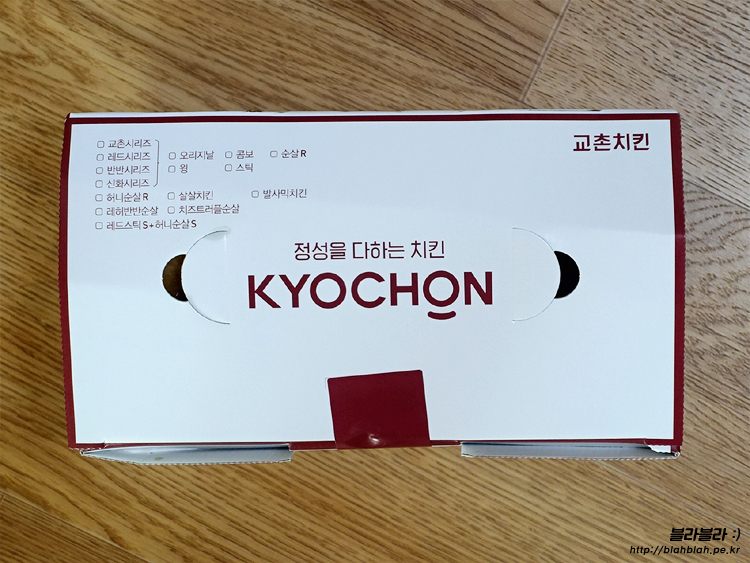 교촌치킨
□ 교촌시리즈
□ 레드시리즈 □ 오리지날 □ 콤보 □ 순살 R
□ 반반시리즈 □ 윙 □ 스틱
□ 신화시리즈
□ 허니순살 R □ 살살치킨 □ 발사믹치킨
□ 레허반반순살 □ 치즈트러플순살
□ 레드스틱 S + 허니순살 S
정성을 다하는 치킨
KYOCHON
블라블라 :)
http://blahblah.pe.kr